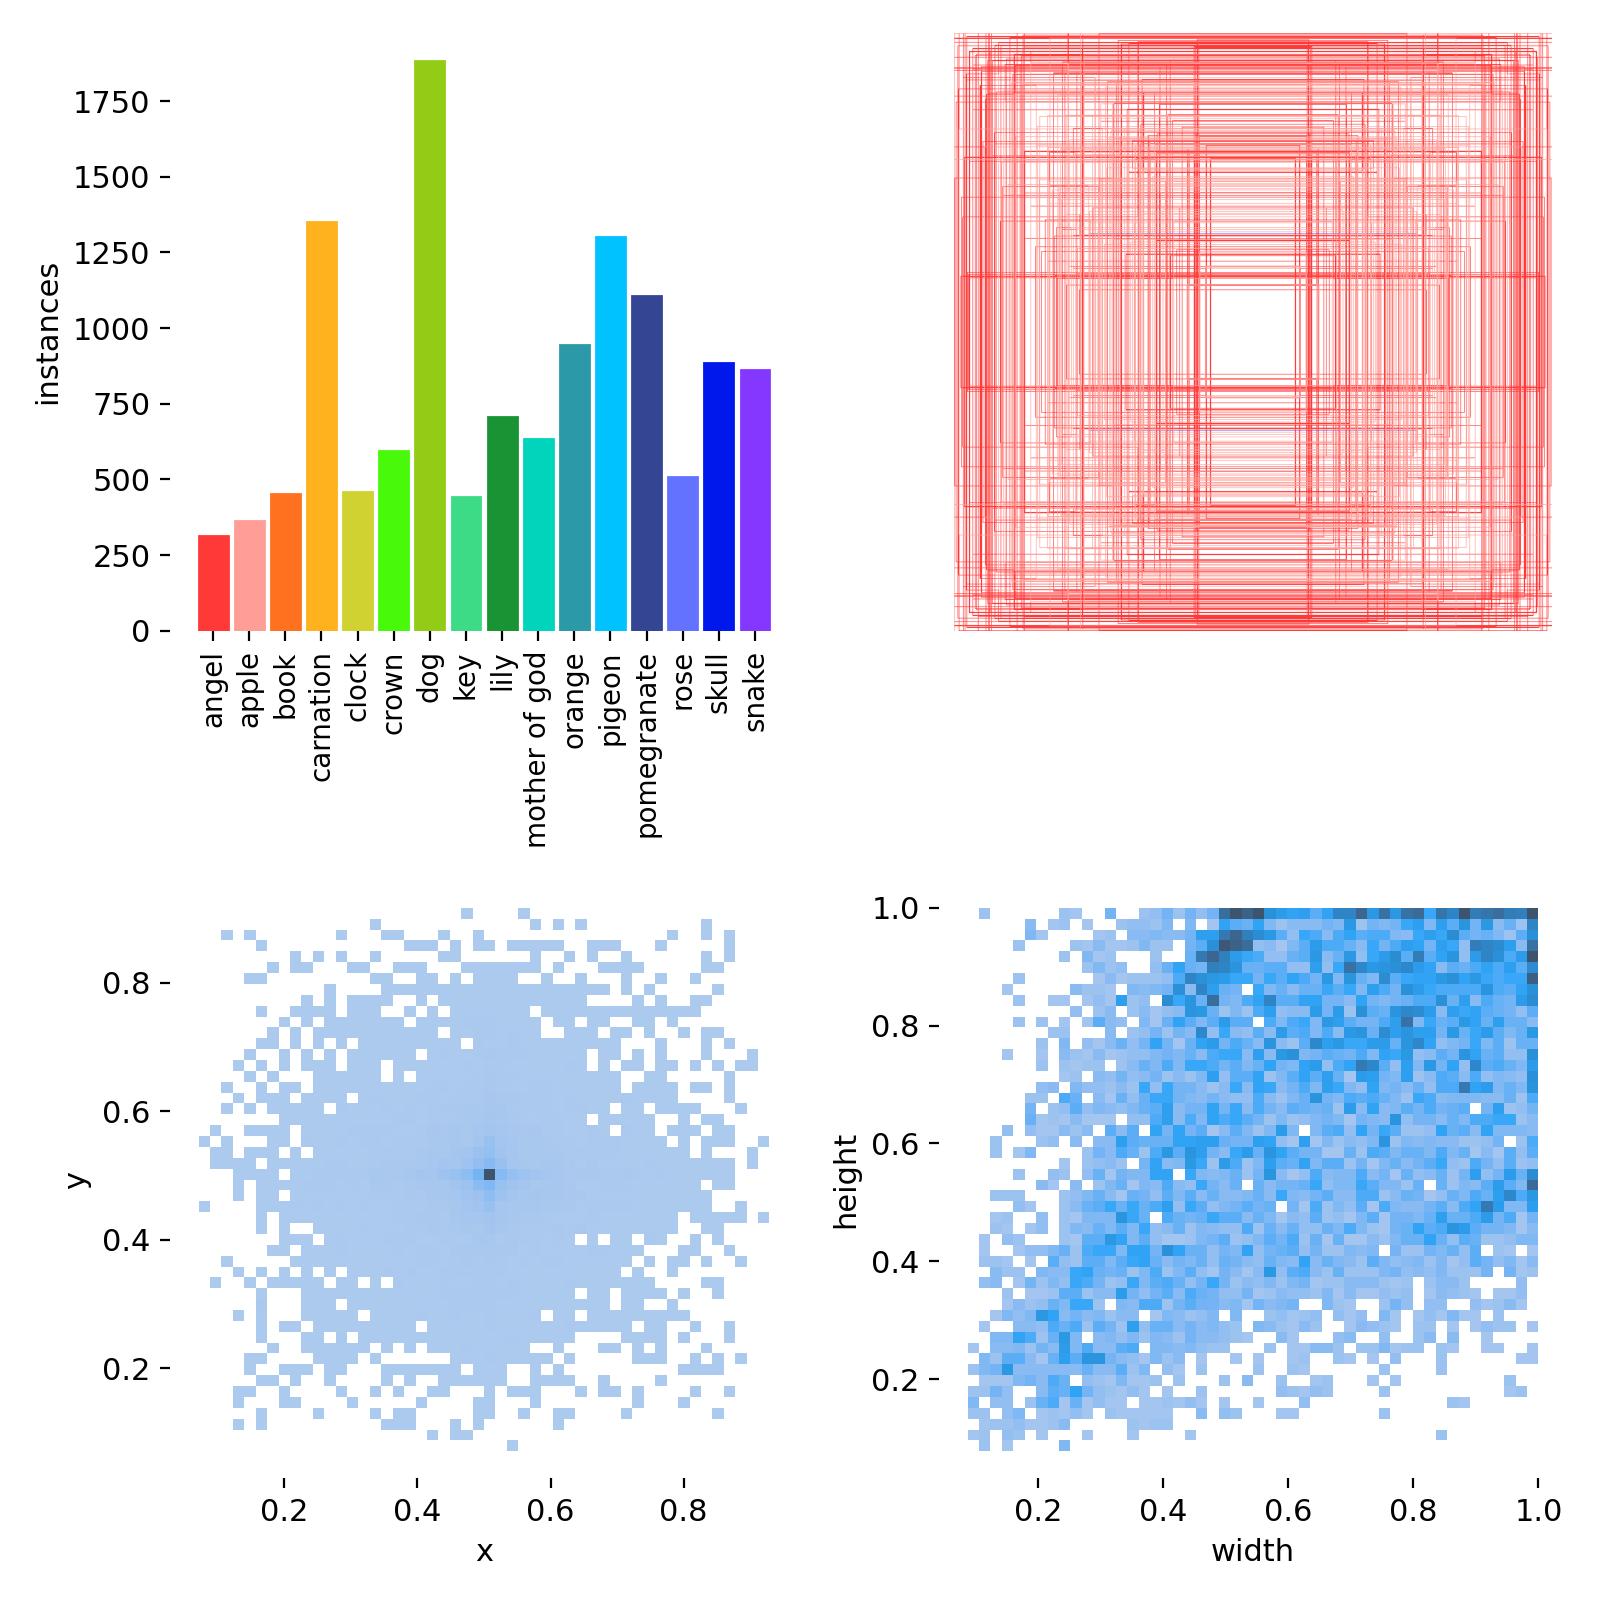 instances
1750
1500
1250
1000
750
500
250
0
angel
apple
book
carnation
clock
crown
dog
key
lily
mother of god
orange
pigeon
pomegranate
rose
skull
snake
y
0.8
0.6
0.4
0.2
0.2 0.4 0.6 0.8
x
height
1.0
0.8
0.6
0.4
0.2
0.2 0.4 0.6 0.8 1.0
width